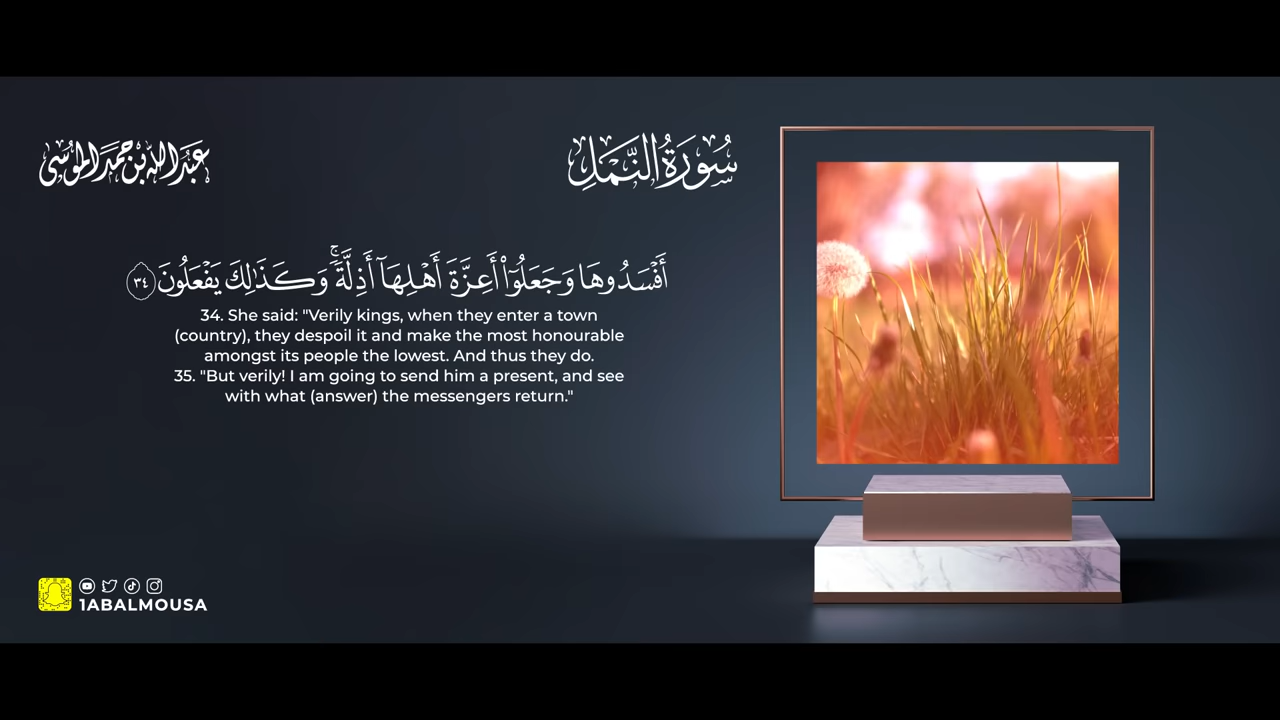 عبدالله بن حمد الموسى
سُورَةُ النَّمْلِ
أَفْسَدُوهَا وَجَعَلُوٓا۟ أَعِزَّةَ أَهْلِهَآ أَذِلَّةًۖ وَكَذَٰلِكَ يَفْعَلُونَ ٣٤
34. She said: "Verily kings, when they enter a town
(country), they despoil it and make the most honourable
amongst its people the lowest. And thus they do.
35. "But verily! I am going to send him a present, and see
with what (answer) the messengers return."
1ABALMOUSA